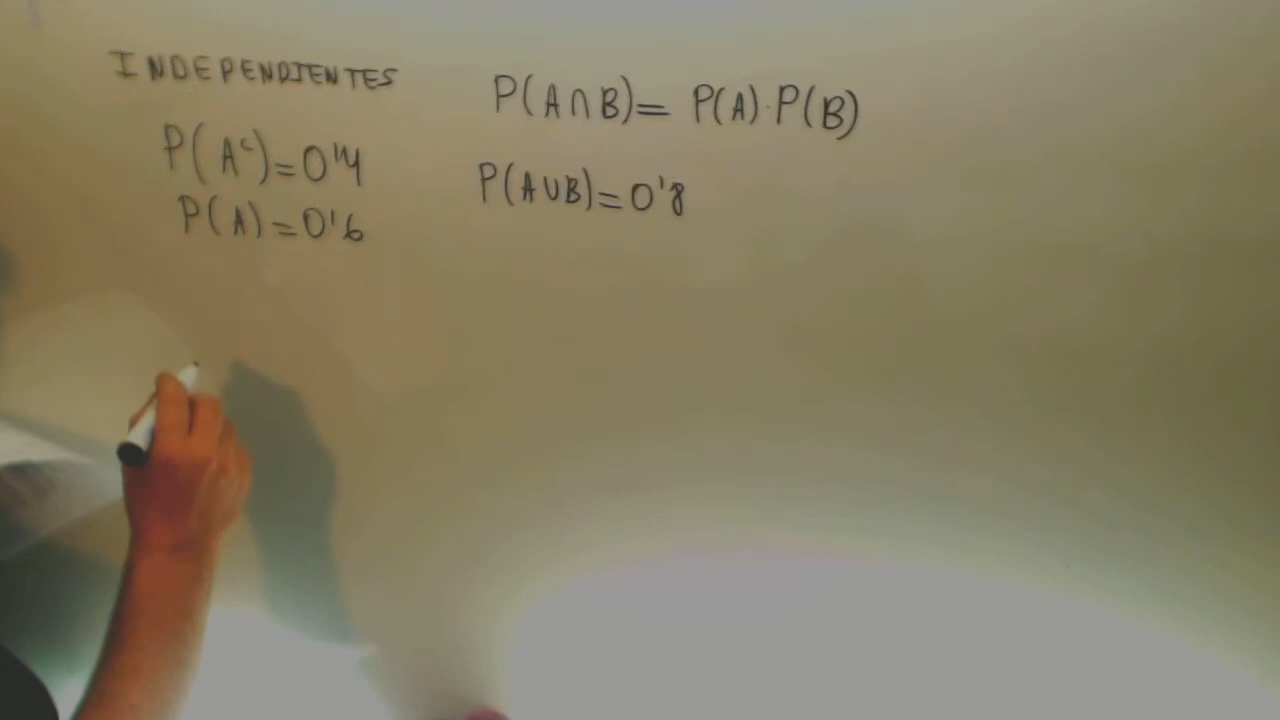 INDEPENDIENTES
P(A∩B)= P(A)·P(B)
P(Aᶜ)=0'4
P(A∪B)=0'8
P(A)=0'6